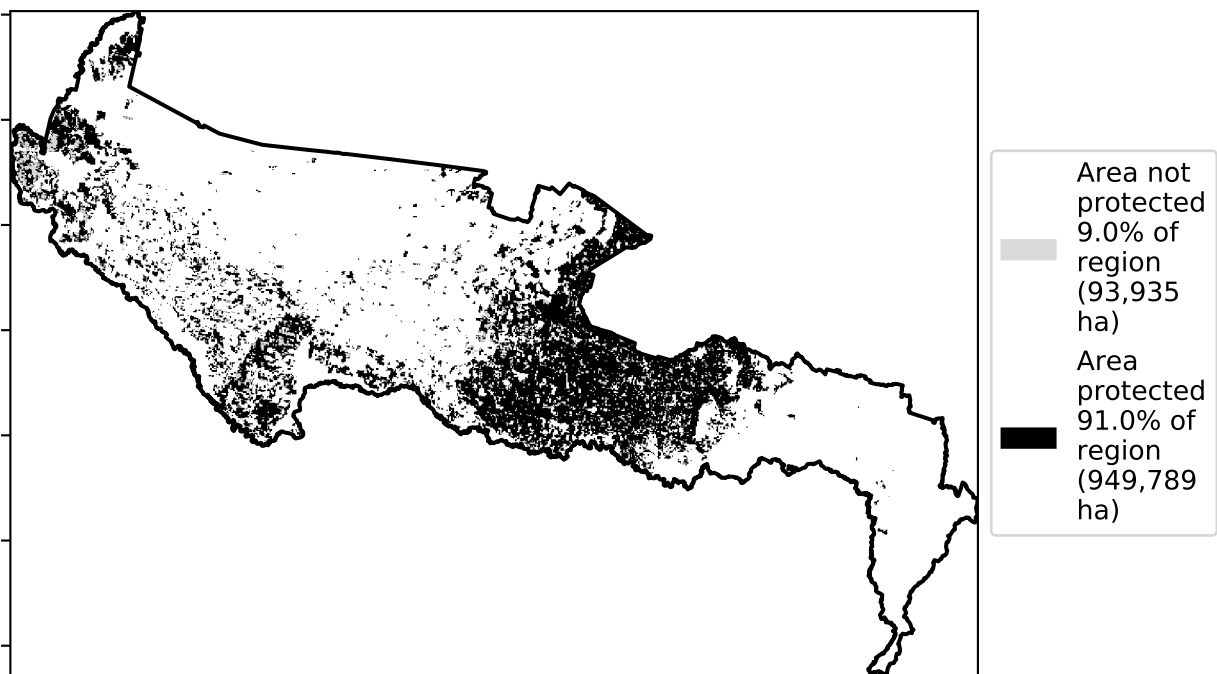 Area not
protected
9.0% of
region
(93,935
ha)
Area
protected
91.0% of
region
(949,789
ha)